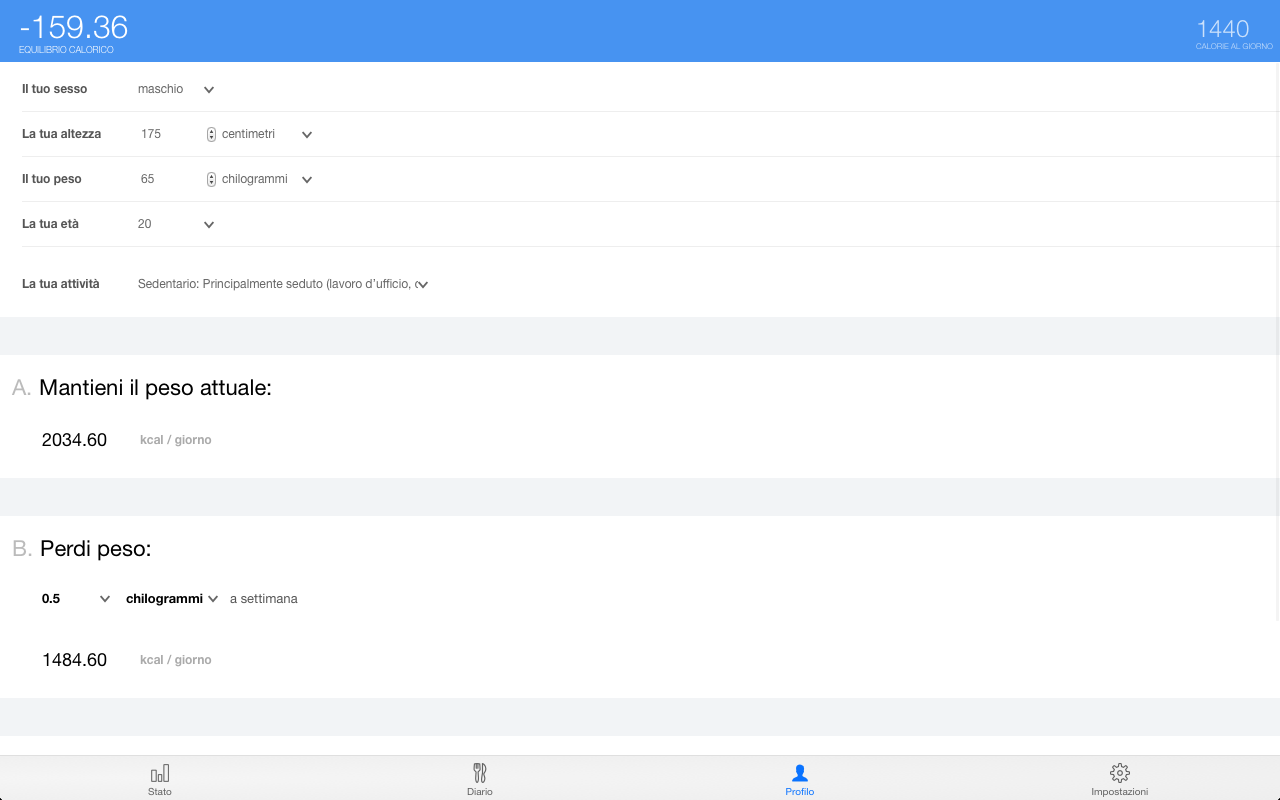 -159.36
EQUILIBRIO CALORICO
1440
CALORIE AL GIORNO
Il tuo sesso maschio
La tua altezza 175 centimetri
Il tuo peso 65 chilogrammi
La tua età 20
La tua attività Sedentario: Principalmente seduto (lavoro d'ufficio,
A. Mantieni il peso attuale:
2034.60 kcal / giorno
B. Perdi peso:
0.5 chilogrammi a settimana
1484.60 kcal / giorno
Stato Diario Profilo Impostazioni